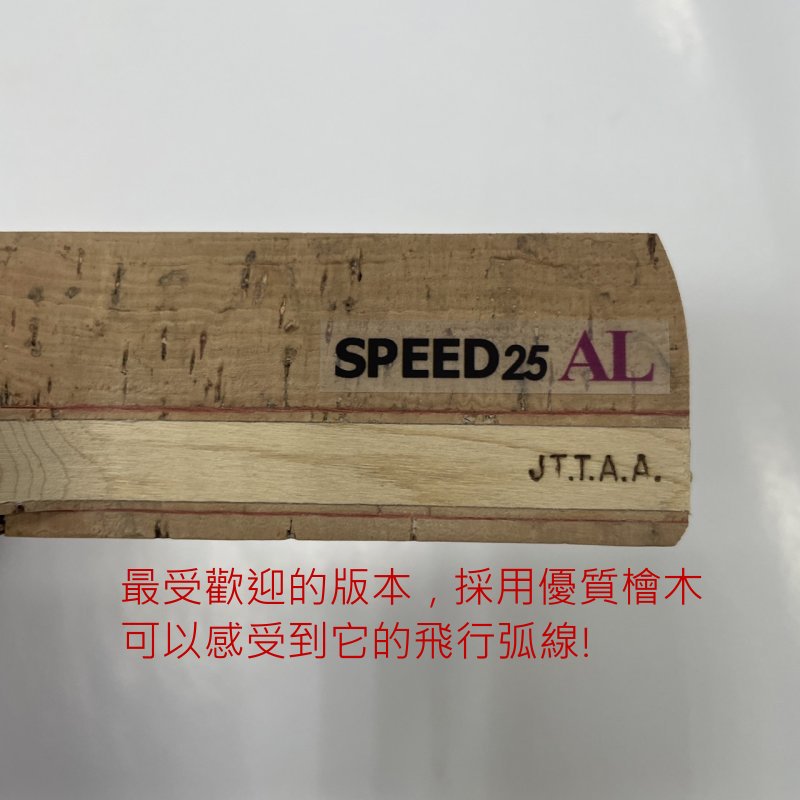 SPEED25 AL
JT.T.A.A.
最受歡迎的版本，採用優質檜木
可以感受到它的飛行弧線!